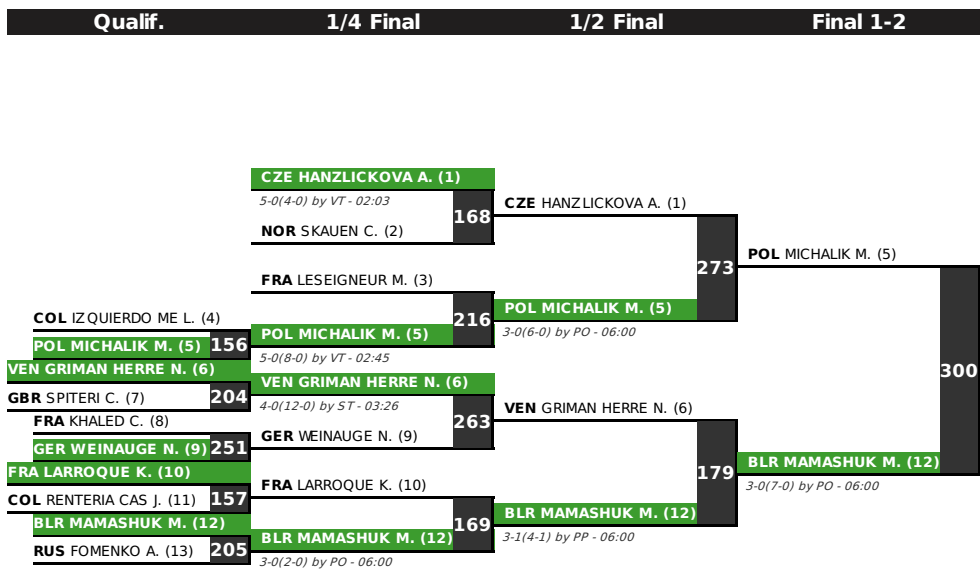 Qualif. 1/4 Final 1/2 Final Final 1-2
CZE HANZLICKOVA A. (1)
5-0(4-0) by VT - 02:03
168
NOR SKAUEN C. (2)
CZE HANZLICKOVA A. (1)
273
POL MICHALIK M. (5)
FRA LESEIGNEUR M. (3)
216
POL MICHALIK M. (5)
3-0(6-0) by PO - 06:00
COL IZQUIERDO ME L. (4)
POL MICHALIK M. (5) 156
POL MICHALIK M. (5)
5-0(8-0) by VT - 02:45
VEN GRIMAN HERRE N. (6)
GBR SPITERI C. (7) 204
VEN GRIMAN HERRE N. (6)
4-0(12-0) by ST - 03:26
263
300
VEN GRIMAN HERRE N. (6)
FRA KHALED C. (8)
GER WEINAUGE N. (9) 251
GER WEINAUGE N. (9)
179
BLR MAMASHUK M. (12)
3-0(7-0) by PO - 06:00
FRA LARROQUE K. (10)
COL RENTERIA CAS J. (11) 157
FRA LARROQUE K. (10)
169
BLR MAMASHUK M. (12)
3-1(4-1) by PP - 06:00
BLR MAMASHUK M. (12)
RUS FOMENKO A. (13) 205
BLR MAMASHUK M. (12)
3-0(2-0) by PO - 06:00